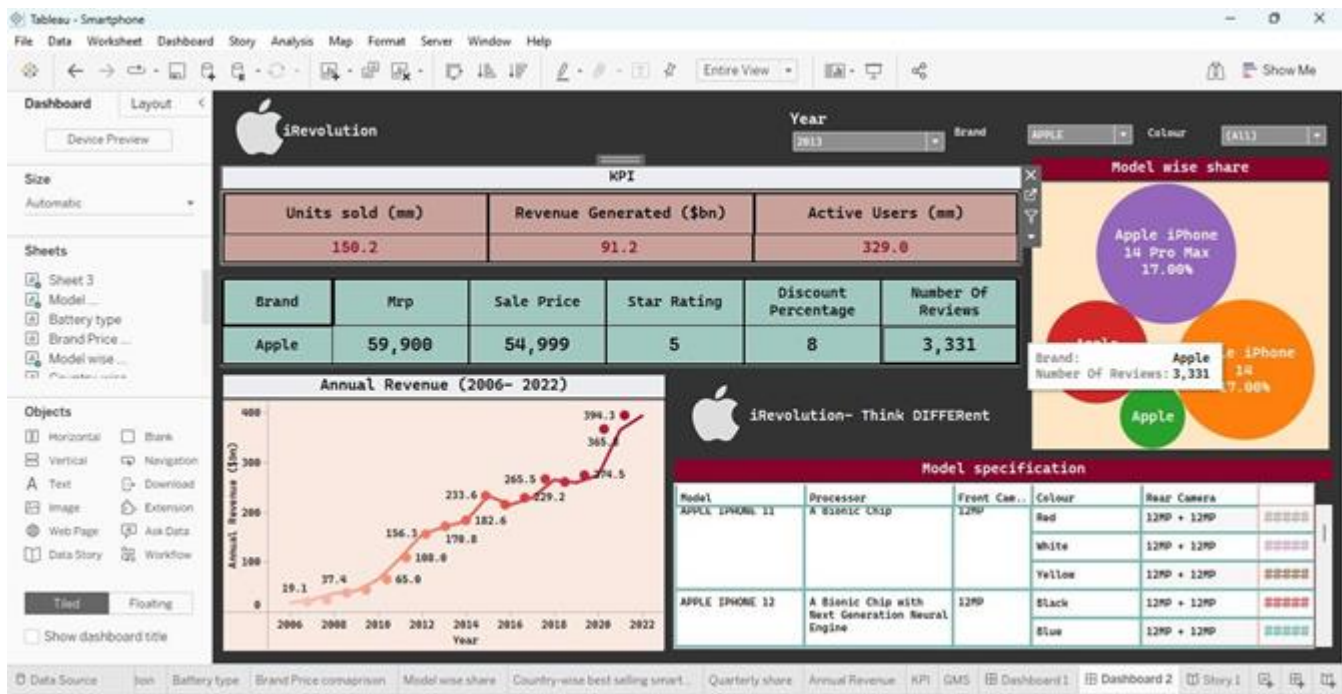 Tableau - Smartphone
File Data Worksheet Dashboard Story Analysis Map Format Server Window Help
Entire View
Show Me
Dashboard Layout
Device Preview
Size
Automatic
Sheets
Sheet 3
Model ...
Battery type
Brand Price ...
Model wise ...
Objects
Horizontal Blank
Vertical Navigation
Text Download
Image Extension
Web Page Ask Data
Data Story Workflow
Tiled Floating
Show dashboard title
iRevolution
Year
2013
Brand
APPLE
Colour
(All)
KPI
Units sold (mm) Revenue Generated ($bn) Active Users (mm)
150.2 91.2 329.0
Brand Mrp Sale Price Star Rating Discount Percentage Number Of Reviews
Apple 59,900 54,999 5 8 3,331
Model wise share
Apple iPhone
14 Pro Max
17.00%
Brand: Apple
Number Of Reviews: 3,331
iPhone
14
17.00%
Apple
Annual Revenue (2006- 2022)
Annual Revenue ($bn)
400
300
200
100
0
19.1
37.4
65.0
108.0
156.3
170.8
182.6
233.6
229.2
265.5
274.5
365.
394.3
2006 2008 2010 2012 2014 2016 2018 2020 2022
Year
iRevolution- Think DIFFERent
Model specification
Model Processor Front Cam.. Colour Rear Camera
APPLE IPHONE 11 A Bionic Chip 12MP Red 12MP + 12MP #####
White 12MP + 12MP #####
Yellow 12MP + 12MP #####
APPLE IPHONE 12 A Bionic Chip with 12MP Black 12MP + 12MP #####
Next Generation Neural
Engine Blue 12MP + 12MP #####
Data Source Battery type Brand Price comaprison Model wise share Country-wise best selling smart... Quarterly share Annual Revenue KPI GMS Dashboard 1 Dashboard 2 Story 1